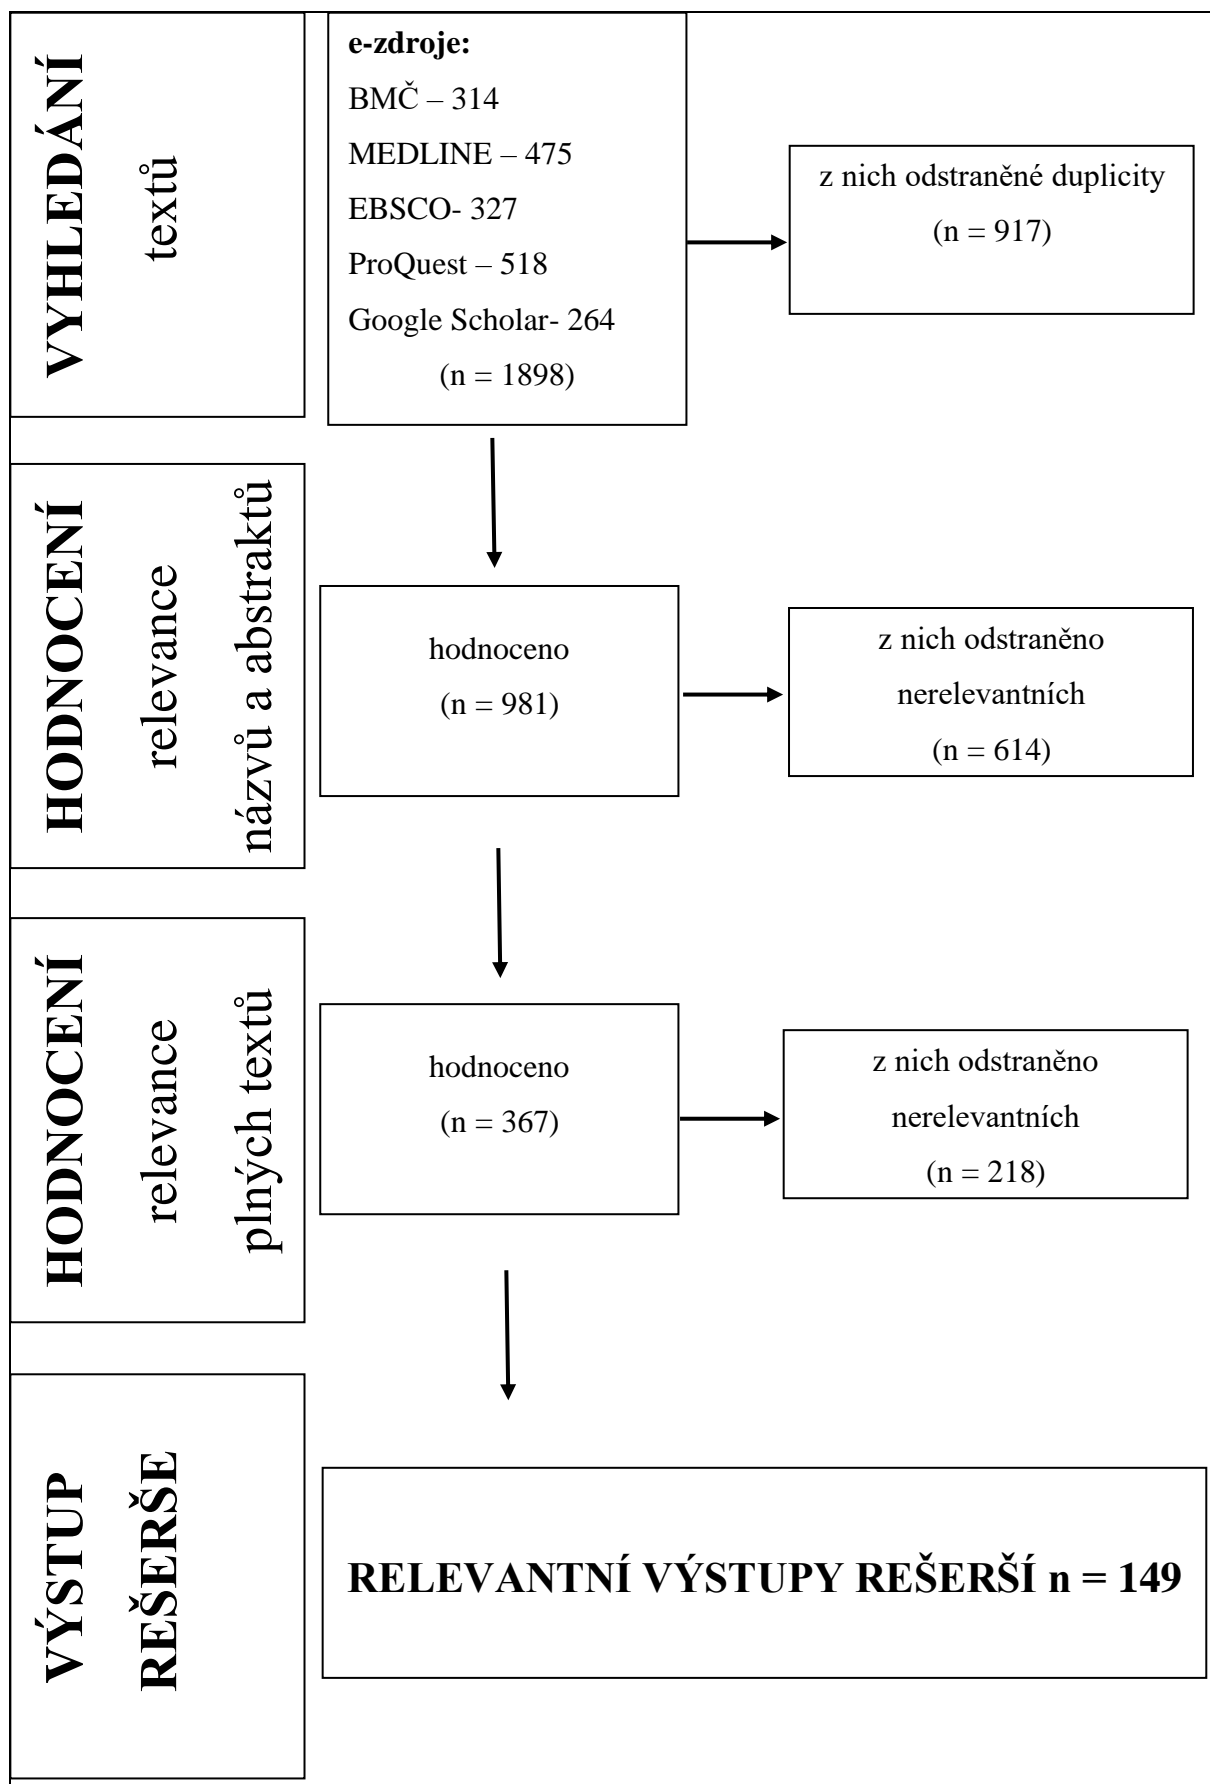 VYHLEDÁNÍ
textů
e-zdroje:
BMČ – 314
MEDLINE – 475
EBSCO- 327
ProQuest – 518
Google Scholar- 264
(n = 1898)
z nich odstraněné duplicity
(n = 917)
HODNOCENÍ
relevance
názvů a abstraktů
hodnoceno
(n = 981)
z nich odstraněno
nerelevantních
(n = 614)
HODNOCENÍ
relevance
plných textů
hodnoceno
(n = 367)
z nich odstraněno
nerelevantních
(n = 218)
VÝSTUP
REŠERŠE
RELEVANTNÍ VÝSTUPY REŠERŠÍ n = 149